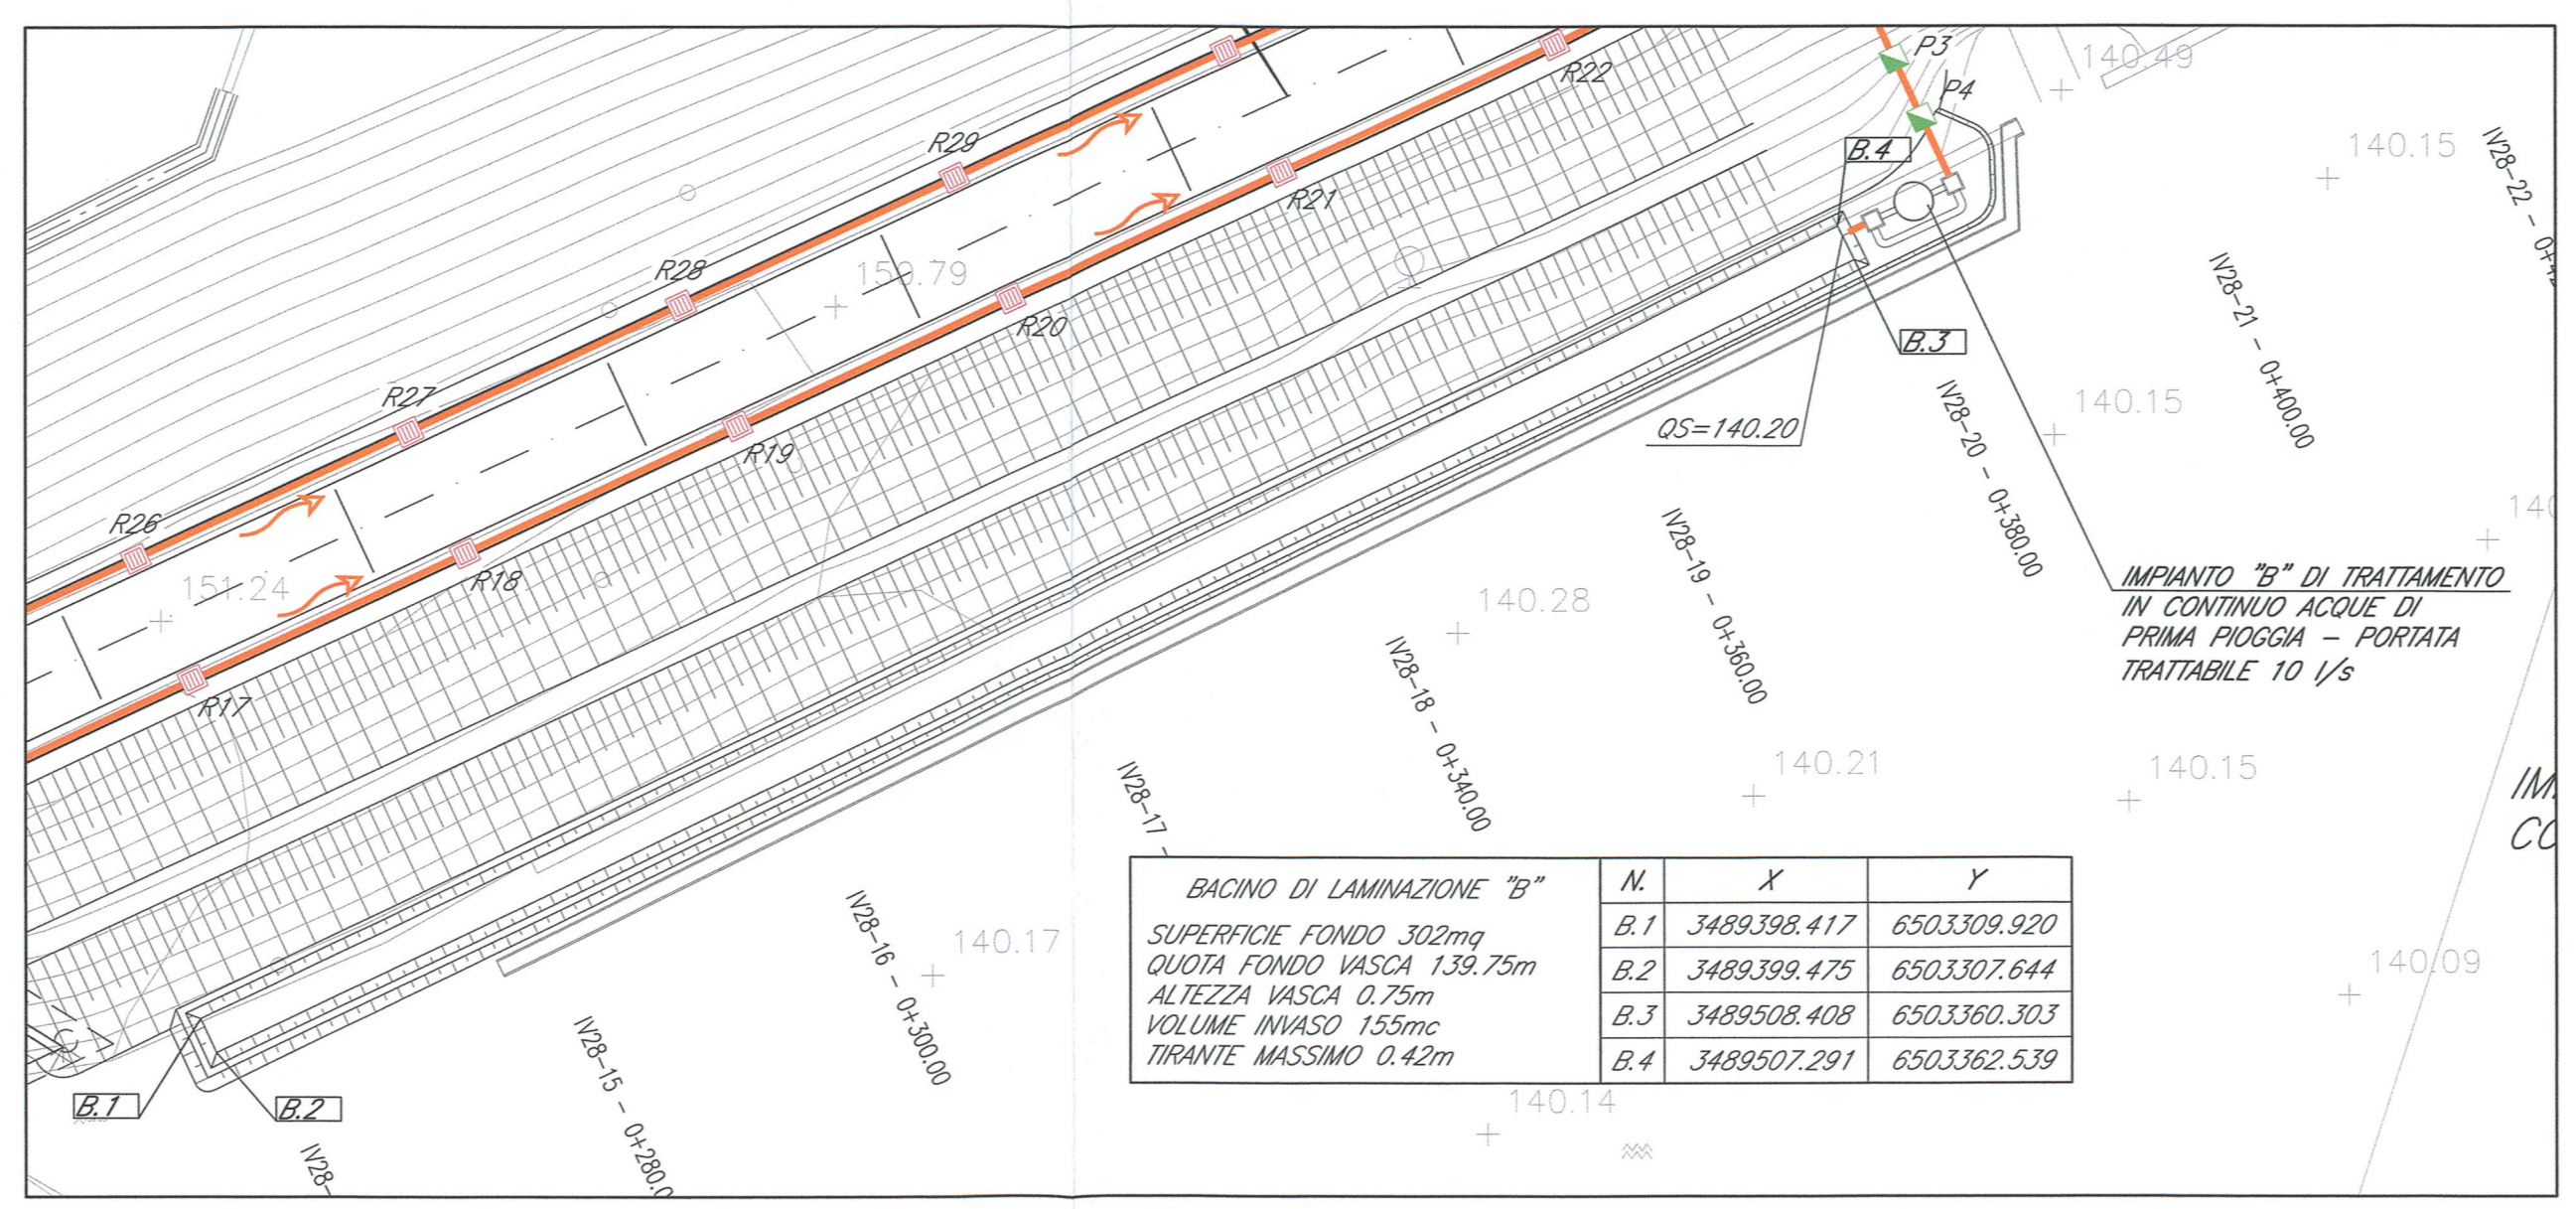 P3
140.49
R22
P4
R29
B.4
140.15
IV28-22 - 0+4
R21
R28
150.79
IV28-21 - 0+400.00
R20
B.3
R27
QS=140.20
140.15
IV28-20 - 0+380.00
R19
R26
140
IV28-19 - 0+360.00
151.24
R18
140.28
IMPIANTO "B" DI TRATTAMENTO
IN CONTINUO ACQUE DI
PRIMA PIOGGIA - PORTATA
TRATTABILE 10 l/s
IV28-18 - 0+340.00
R17
140.21
140.15
IV28-17 -
IM
CO
BACINO DI LAMINAZIONE "B"
SUPERFICIE FONDO 302mq
QUOTA FONDO VASCA 139.75m
ALTEZZA VASCA 0.75m
VOLUME INVASO 155mc
TIRANTE MASSIMO 0.42m
N. X Y
B.1 3489398.417 6503309.920
B.2 3489399.475 6503307.644
B.3 3489508.408 6503360.303
B.4 3489507.291 6503362.539
IV28-16 - 0+300.00
140.17
140.09
IV28-15 - 0+280.0
B.1
B.2
140.14
IV28-